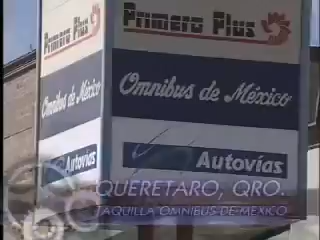 Primera Plus
Primera Plus
Omnibus de México
Omnibus de México
Autovías
Autovías
QUERETARO, QRO.
TAQUILLA OMNIBUS DE MEXICO